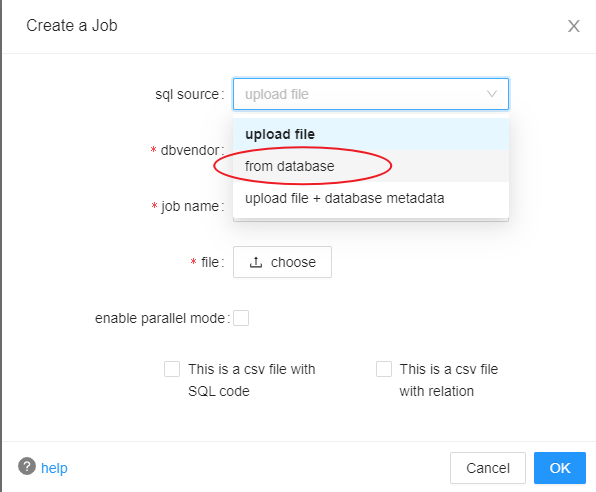 Create a Job
sql source: upload file
upload file
* dbvendor:
from database
upload file + database metadata
* job name:
* file: choose
enable parallel mode:
This is a csv file with
SQL code
This is a csv file
with relation
? help
Cancel
OK